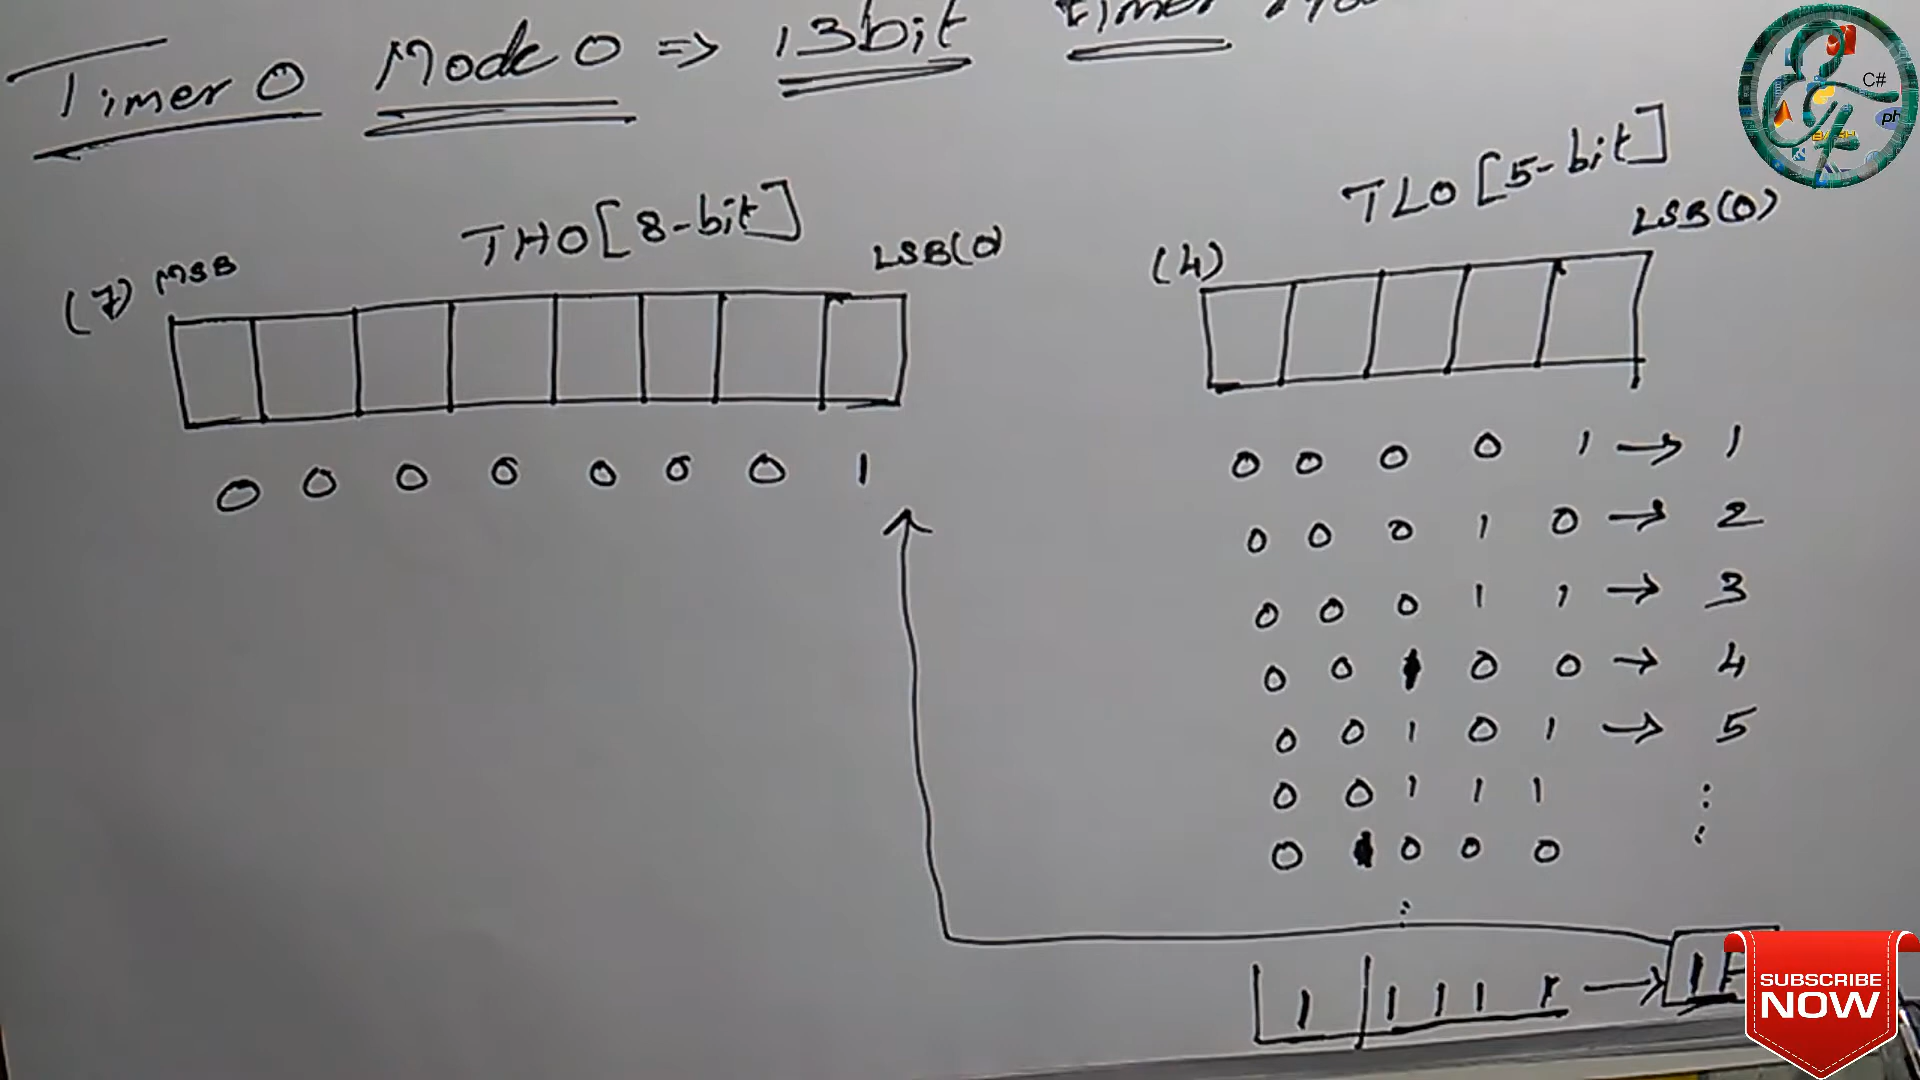 Timer 0 Mode 0 => 13bit timer
TH0 [8-bit]
TL0 [5-bit]
(7) MSB
LSB(0)
(4)
LSB(0)
0 0 0 0 0 0 0 1
0 0 0 0 1 → 1
0 0 0 1 0 → 2
0 0 0 1 1 → 3
0 0 1 0 0 → 4
0 0 1 0 1 → 5
0 0 1 1 1 :
0 1 0 0 0 :
:
1 1 1 1 1 → 1F
C#
SUBSCRIBE
NOW